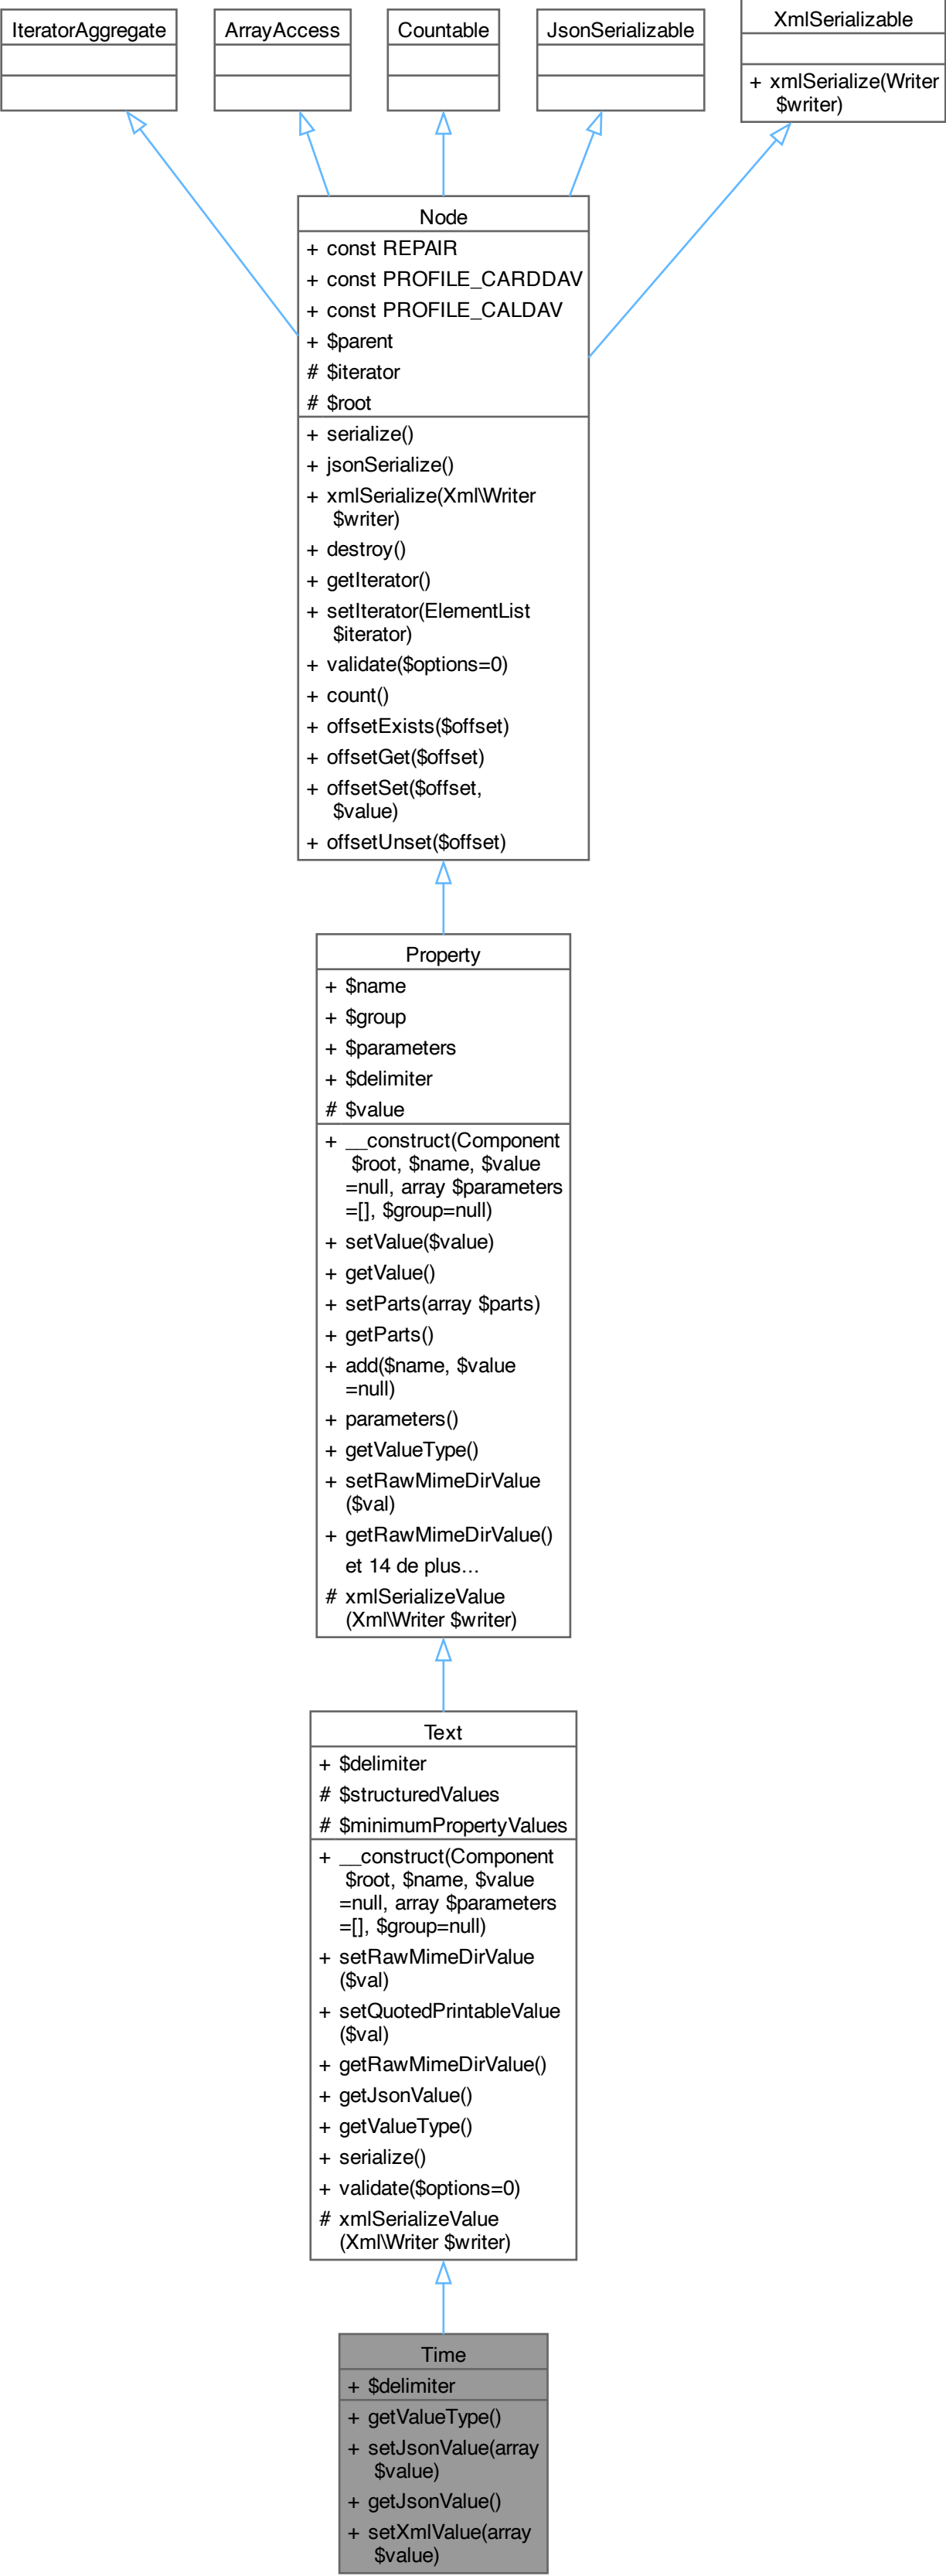 IteratorAggregate
ArrayAccess
Countable
JsonSerializable
XmlSerializable
+ xmlSerialize(Writer
$writer)
Node
+ const REPAIR
+ const PROFILE_CARDDAV
+ const PROFILE_CALDAV
+ $parent
# $iterator
# $root
+ serialize()
+ jsonSerialize()
+ xmlSerialize(Xml\Writer
$writer)
+ destroy()
+ getIterator()
+ setIterator(ElementList
$iterator)
+ validate($options=0)
+ count()
+ offsetExists($offset)
+ offsetGet($offset)
+ offsetSet($offset,
$value)
+ offsetUnset($offset)
Property
+ $name
+ $group
+ $parameters
+ $delimiter
# $value
+ __construct(Component
$root, $name, $value
=null, array $parameters
=[], $group=null)
+ setValue($value)
+ getValue()
+ setParts(array $parts)
+ getParts()
+ add($name, $value
=null)
+ parameters()
+ getValueType()
+ setRawMimeDirValue
($val)
+ getRawMimeDirValue()
et 14 de plus...
# xmlSerializeValue
(Xml\Writer $writer)
Text
+ $delimiter
# $structuredValues
# $minimumPropertyValues
+ __construct(Component
$root, $name, $value
=null, array $parameters
=[], $group=null)
+ setRawMimeDirValue
($val)
+ setQuotedPrintableValue
($val)
+ getRawMimeDirValue()
+ getJsonValue()
+ getValueType()
+ serialize()
+ validate($options=0)
# xmlSerializeValue
(Xml\Writer $writer)
Time
+ $delimiter
+ getValueType()
+ setJsonValue(array
$value)
+ getJsonValue()
+ setXmlValue(array
$value)